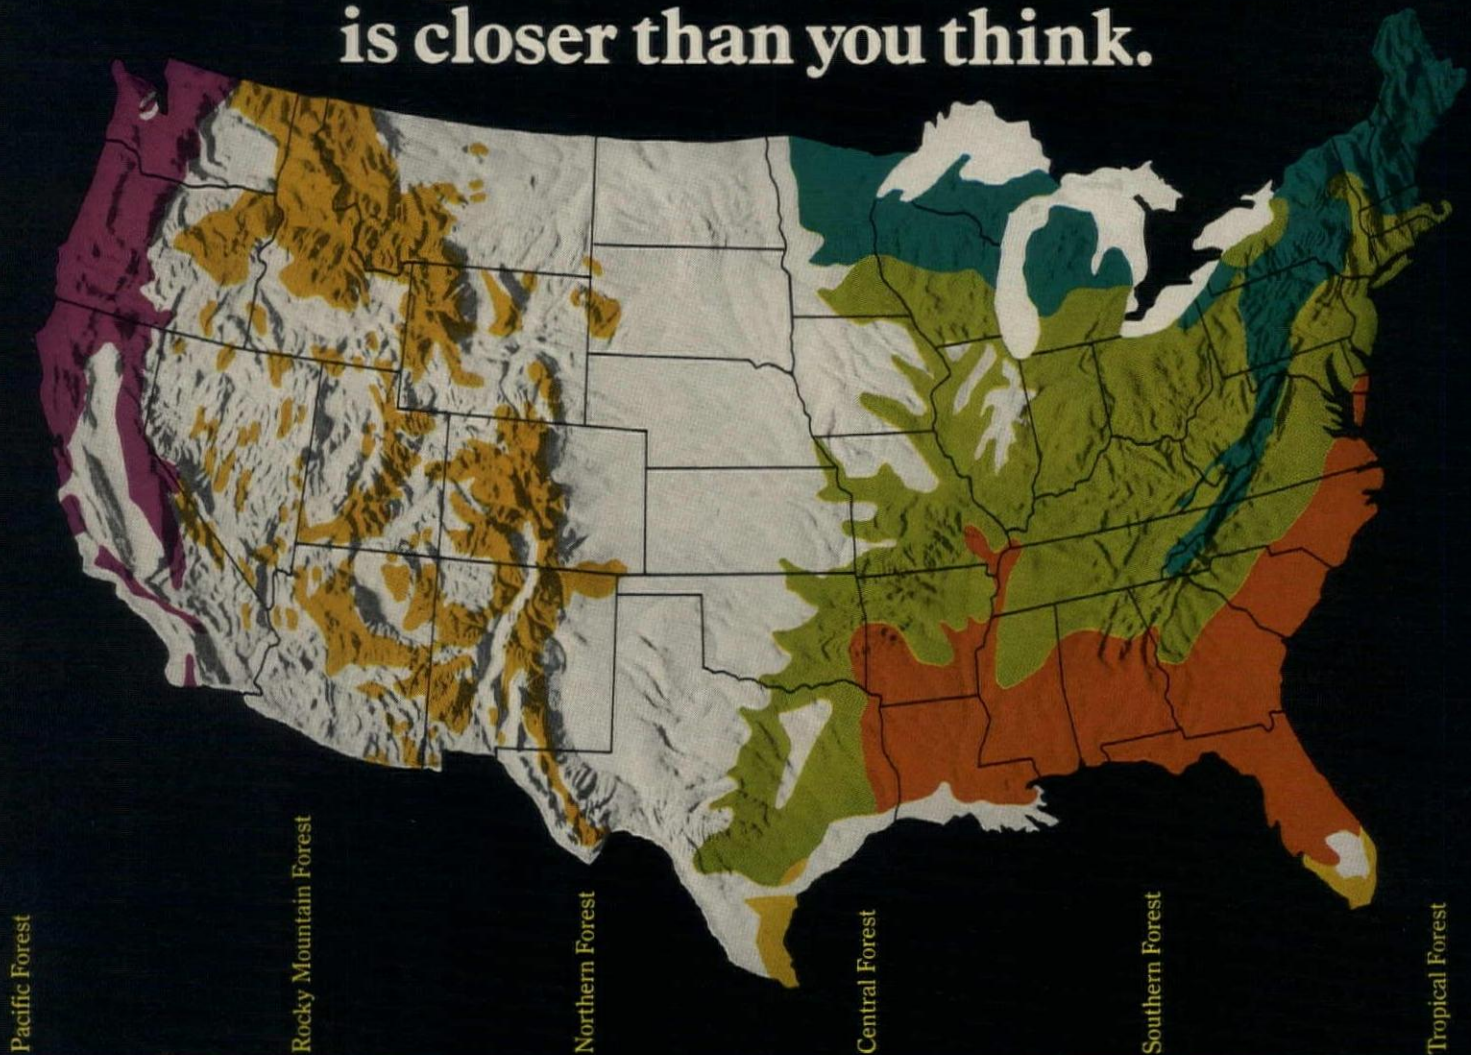 is closer than you think.
Pacific Forest
Rocky Mountain Forest
Northern Forest
Central Forest
Southern Forest
Tropical Forest